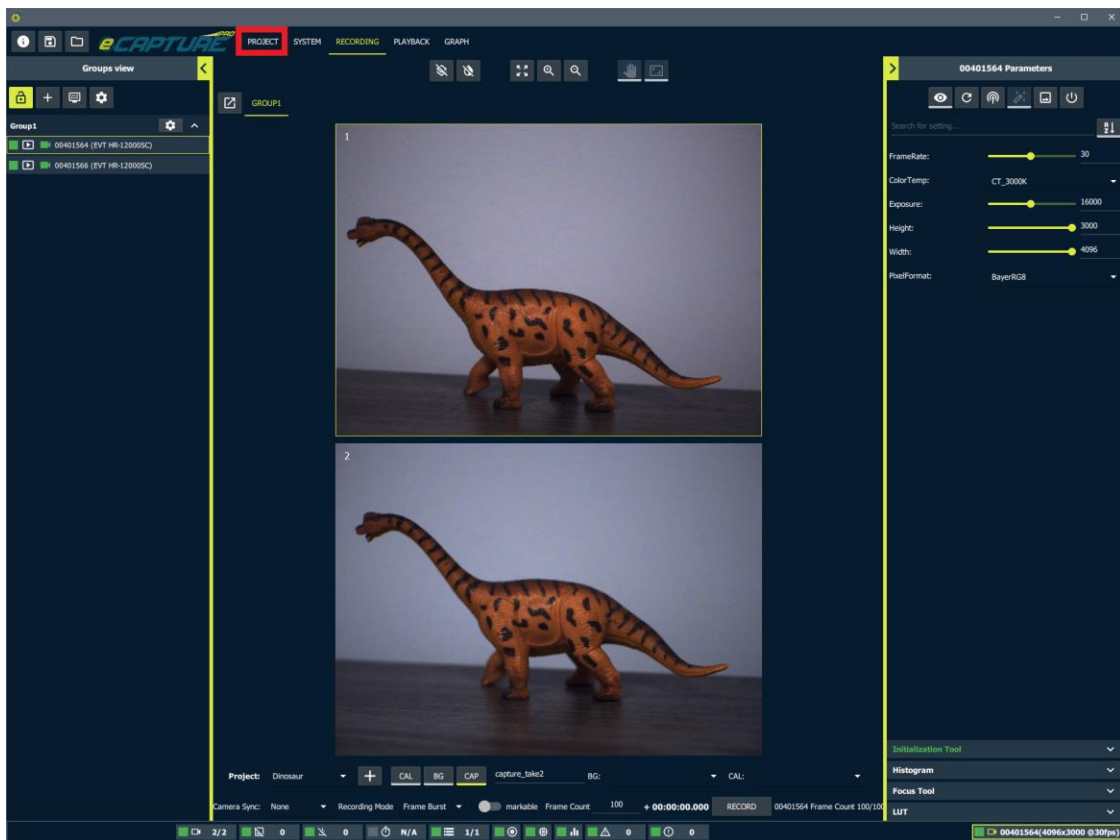 eCAPTURE PRO PROJECT SYSTEM RECORDING PLAYBACK GRAPH
Groups view
Group1
00401564 (EVT HR-12000SC)
00401566 (EVT HR-12000SC)
GROUP1
1
2
00401564 Parameters
Search for setting...
FrameRate: 30
ColorTemp: CT_3000K
Exposure: 16000
Height: 3000
Width: 4096
PixelFormat: BayerRG8
Initialization Tool
Histogram
Focus Tool
LUT
Project: Dinosaur + CAL BG CAP capture_take2 BG: CAL:
Camera Sync: None Recording Mode Frame Burst markable Frame Count 100 + 00:00:00.000 RECORD 00401564 Frame Count 100/100
2/2 0 0 N/A 1/1 0 0 00401564(4096x3000 @30fps)